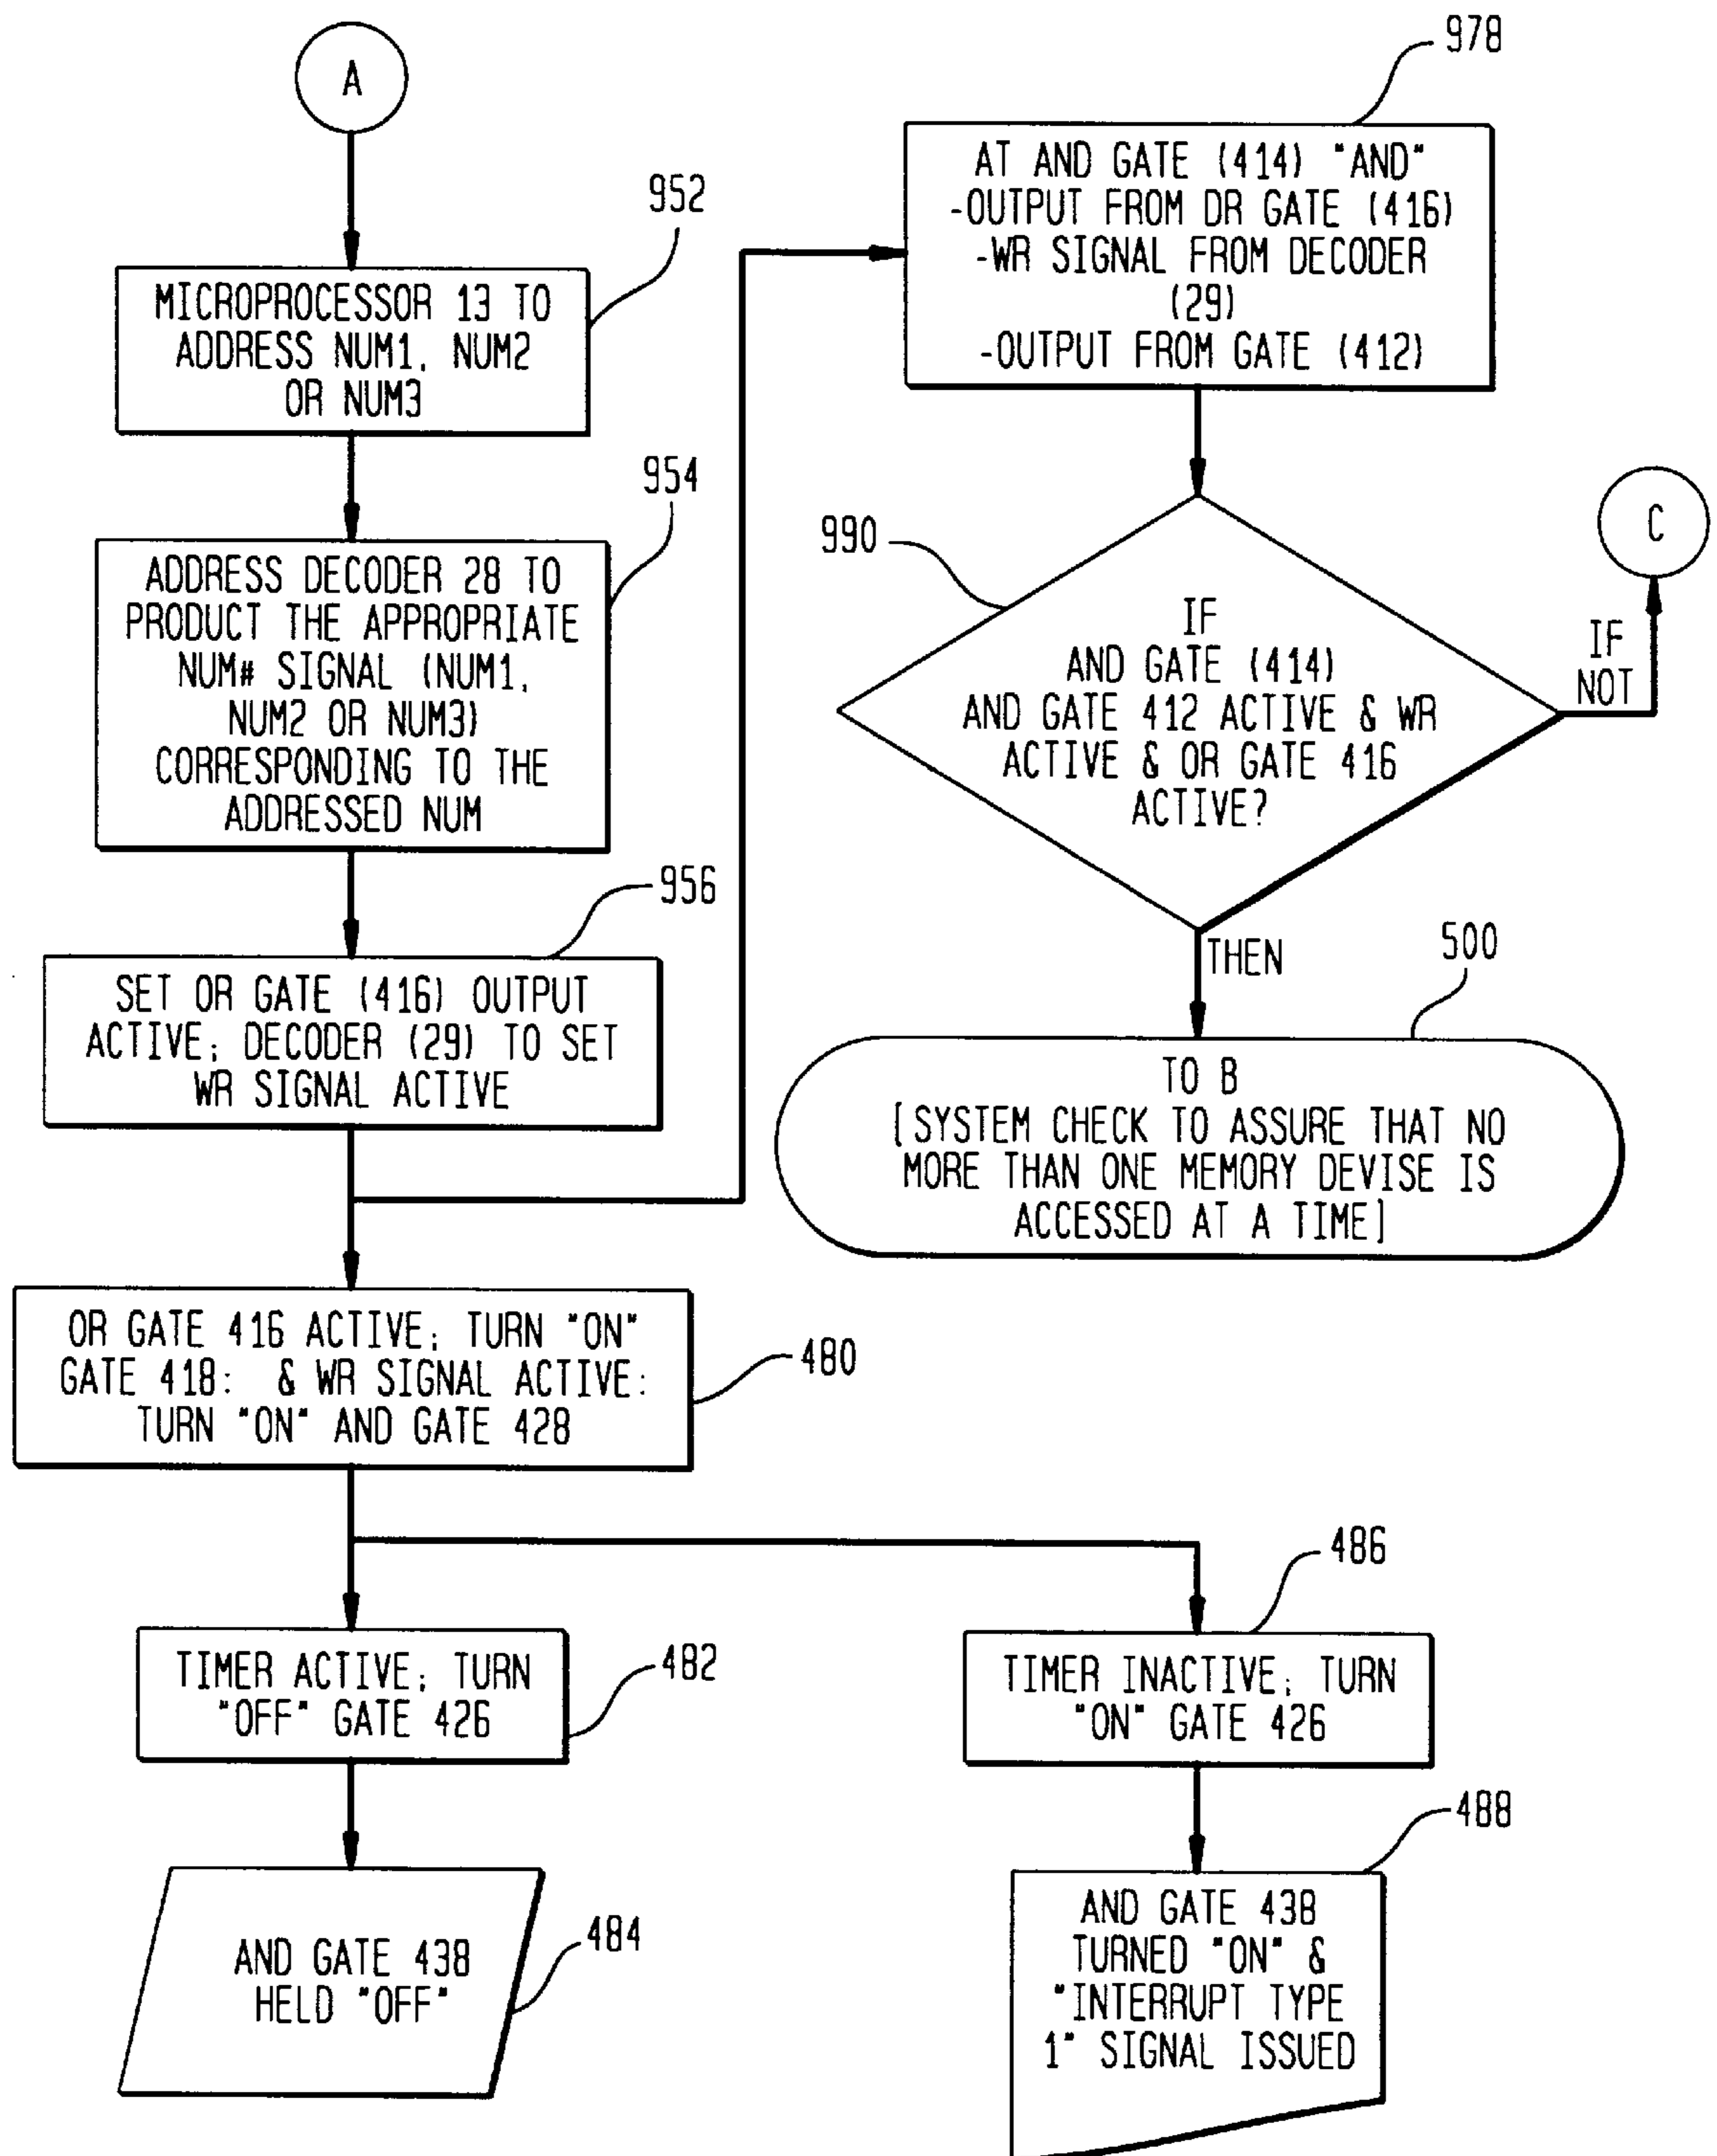 A
952
MICROPROCESSOR 13 TO
ADDRESS NUM1, NUM2
OR NUM3
954
ADDRESS DECODER 28 TO
PRODUCT THE APPROPRIATE
NUM# SIGNAL (NUM1,
NUM2 OR NUM3)
CORRESPONDING TO THE
ADDRESSED NUM
956
SET OR GATE (416) OUTPUT
ACTIVE; DECODER (29) TO SET
WR SIGNAL ACTIVE
978
AT AND GATE (414) "AND"
-OUTPUT FROM DR GATE (416)
-WR SIGNAL FROM DECODER
(29)
-OUTPUT FROM GATE (412)
990
IF
AND GATE (414)
AND GATE 412 ACTIVE & WR
ACTIVE & OR GATE 416
ACTIVE?
IF
NOT
C
THEN
500
TO B
[SYSTEM CHECK TO ASSURE THAT NO
MORE THAN ONE MEMORY DEVISE IS
ACCESSED AT A TIME]
OR GATE 416 ACTIVE; TURN "ON"
GATE 418: & WR SIGNAL ACTIVE:
TURN "ON" AND GATE 428
480
TIMER ACTIVE; TURN
"OFF" GATE 426
482
AND GATE 438
HELD "OFF"
484
486
TIMER INACTIVE; TURN
"ON" GATE 426
488
AND GATE 438
TURNED "ON" &
"INTERRUPT TYPE
1" SIGNAL ISSUED